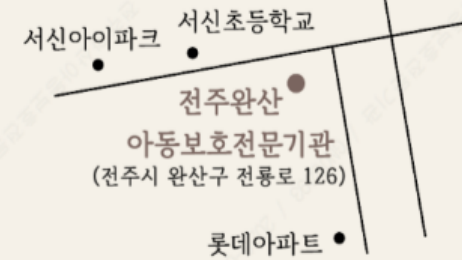 서신초등학교
서신아이파크
전주완산
아동보호전문기관
(전주시 완산구 전룡로 126)
롯데아파트